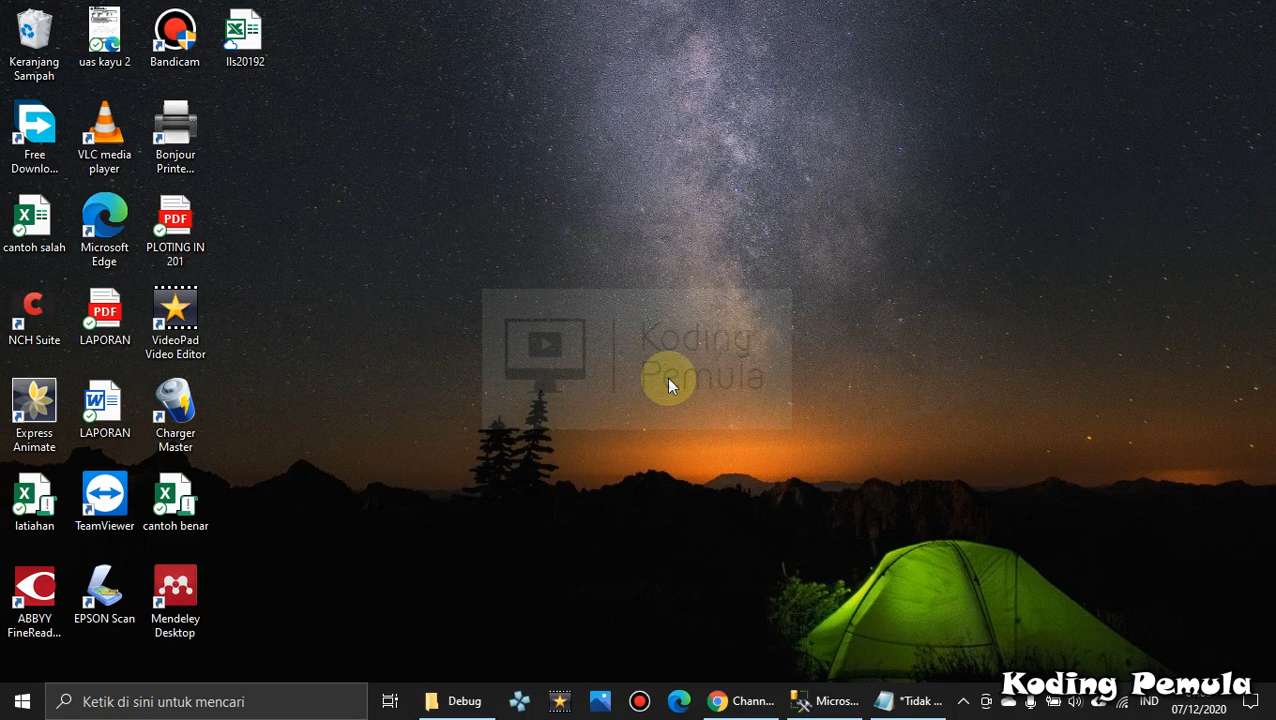 Keranjang
Sampah
uas kayu 2
Bandicam
lls20192
Free
Downlo...
VLC media
player
Bonjour
Printe...
cantoh salah
Microsoft
Edge
PDF
PLOTING IN
201
NCH Suite
PDF
LAPORAN
VideoPad
Video Editor
Koding
Pemula
Express
Animate
LAPORAN
Charger
Master
latiahan
TeamViewer
cantoh benar
ABBYY
FineRead...
EPSON Scan
Mendeley
Desktop
Koding Pemula
Ketik di sini untuk mencari
Debug
Chann...
Micros...
*Tidak ...
IND
07/12/2020